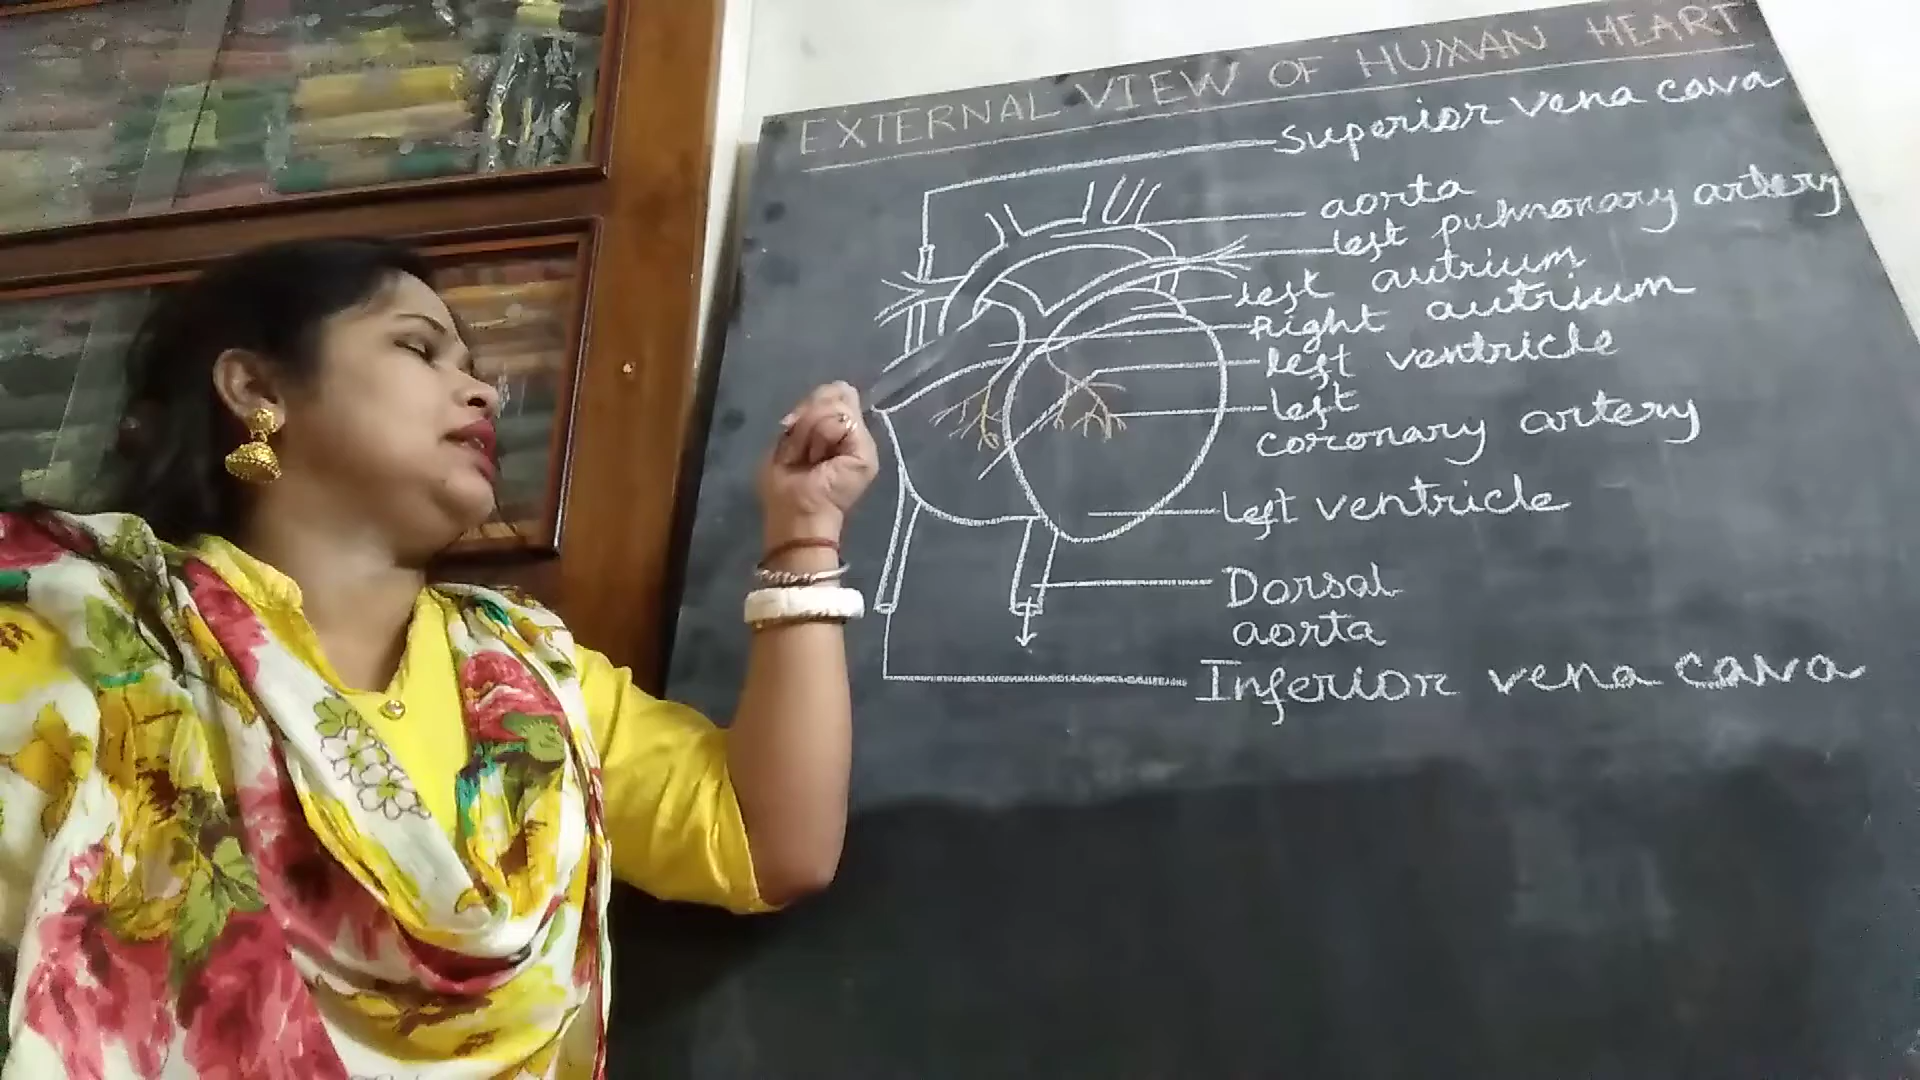 EXTERNAL VIEW OF HUMAN HEART
Superior vena cava
aorta
left pulmonary artery
left autrium
Right autrium
left ventricle
left
coronary artery
Left ventricle
Dorsal
aorta
Inferior vena cava